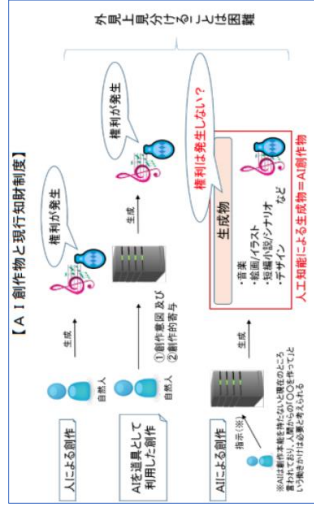 【ＡＩ創作物と現行知財制度】
人による創作
自然人
生成
権利が発生
AIを道具として
利用した創作
自然人
①創作意図 及び
②創作的寄与
生成
権利が発生
AIによる創作
指示(※)
生成
権利は発生しない？
生成物
・音楽
・絵画/イラスト
・短編小説/シナリオ
・デザイン
など
人工知能による生成物＝AI創作物
※AIは創作本能を持たないと現在のところ
言われており、人間からの「〇〇を作って」と
いう働きかけは必要と考えられる
外見上見分けることは困難